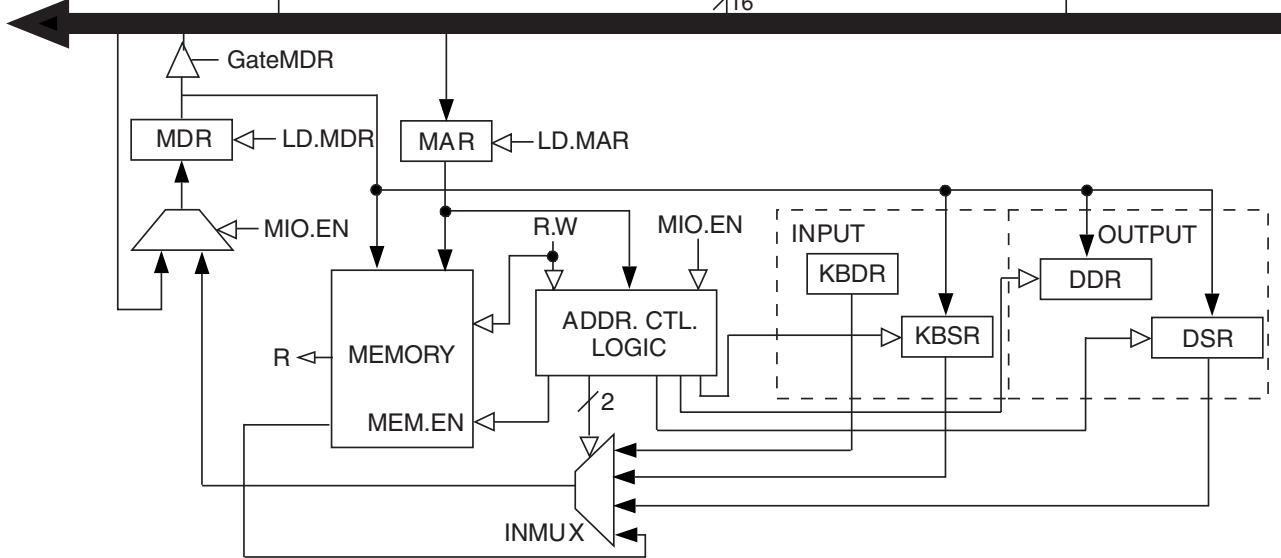 16
GateMDR
MDR
LD.MDR
MAR
LD.MAR
MIO.EN
R.W
MIO.EN
INPUT
OUTPUT
KBDR
DDR
ADDR. CTL.
LOGIC
KBSR
DSR
R
MEMORY
2
MEM.EN
INMUX